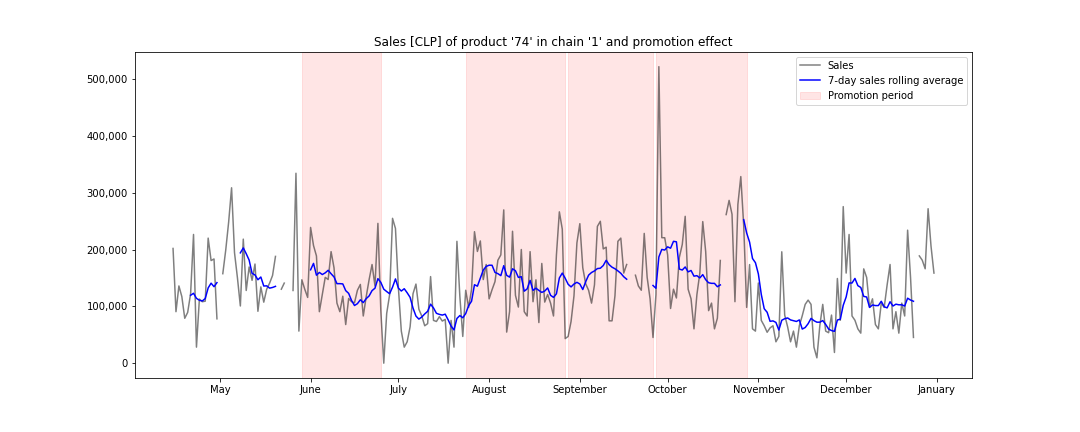 Sales [CLP] of product '74' in chain '1' and promotion effect
Sales
7-day sales rolling average
Promotion period
500,000
400,000
300,000
200,000
100,000
0
May
June
July
August
September
October
November
December
January